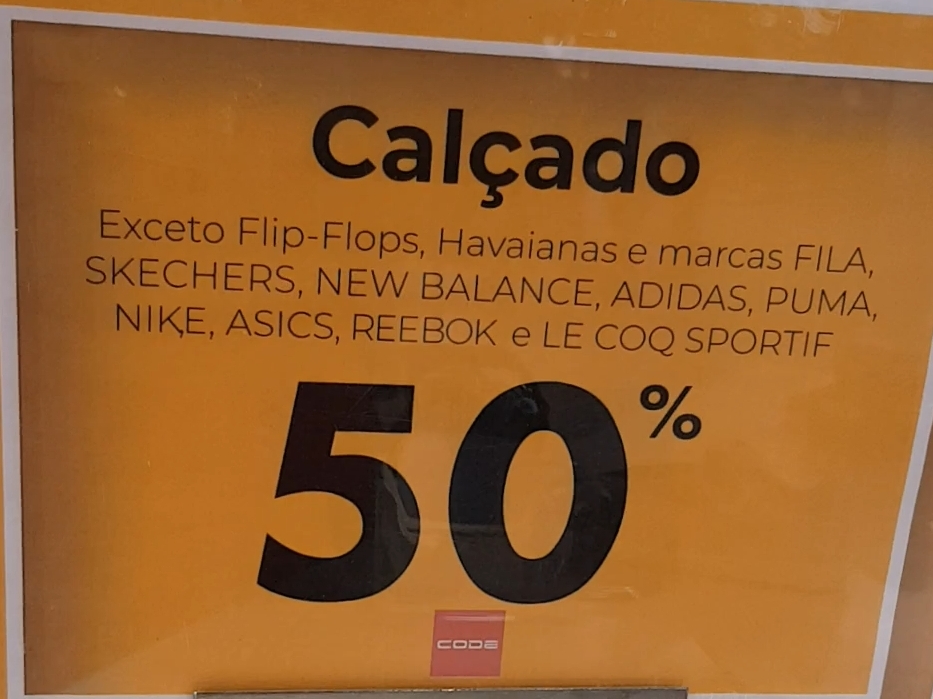 Calçado
Exceto Flip-Flops, Havaianas e marcas FILA,
SKECHERS, NEW BALANCE, ADIDAS, PUMA,
NIKE, ASICS, REEBOK e LE COQ SPORTIF
50%
CODE